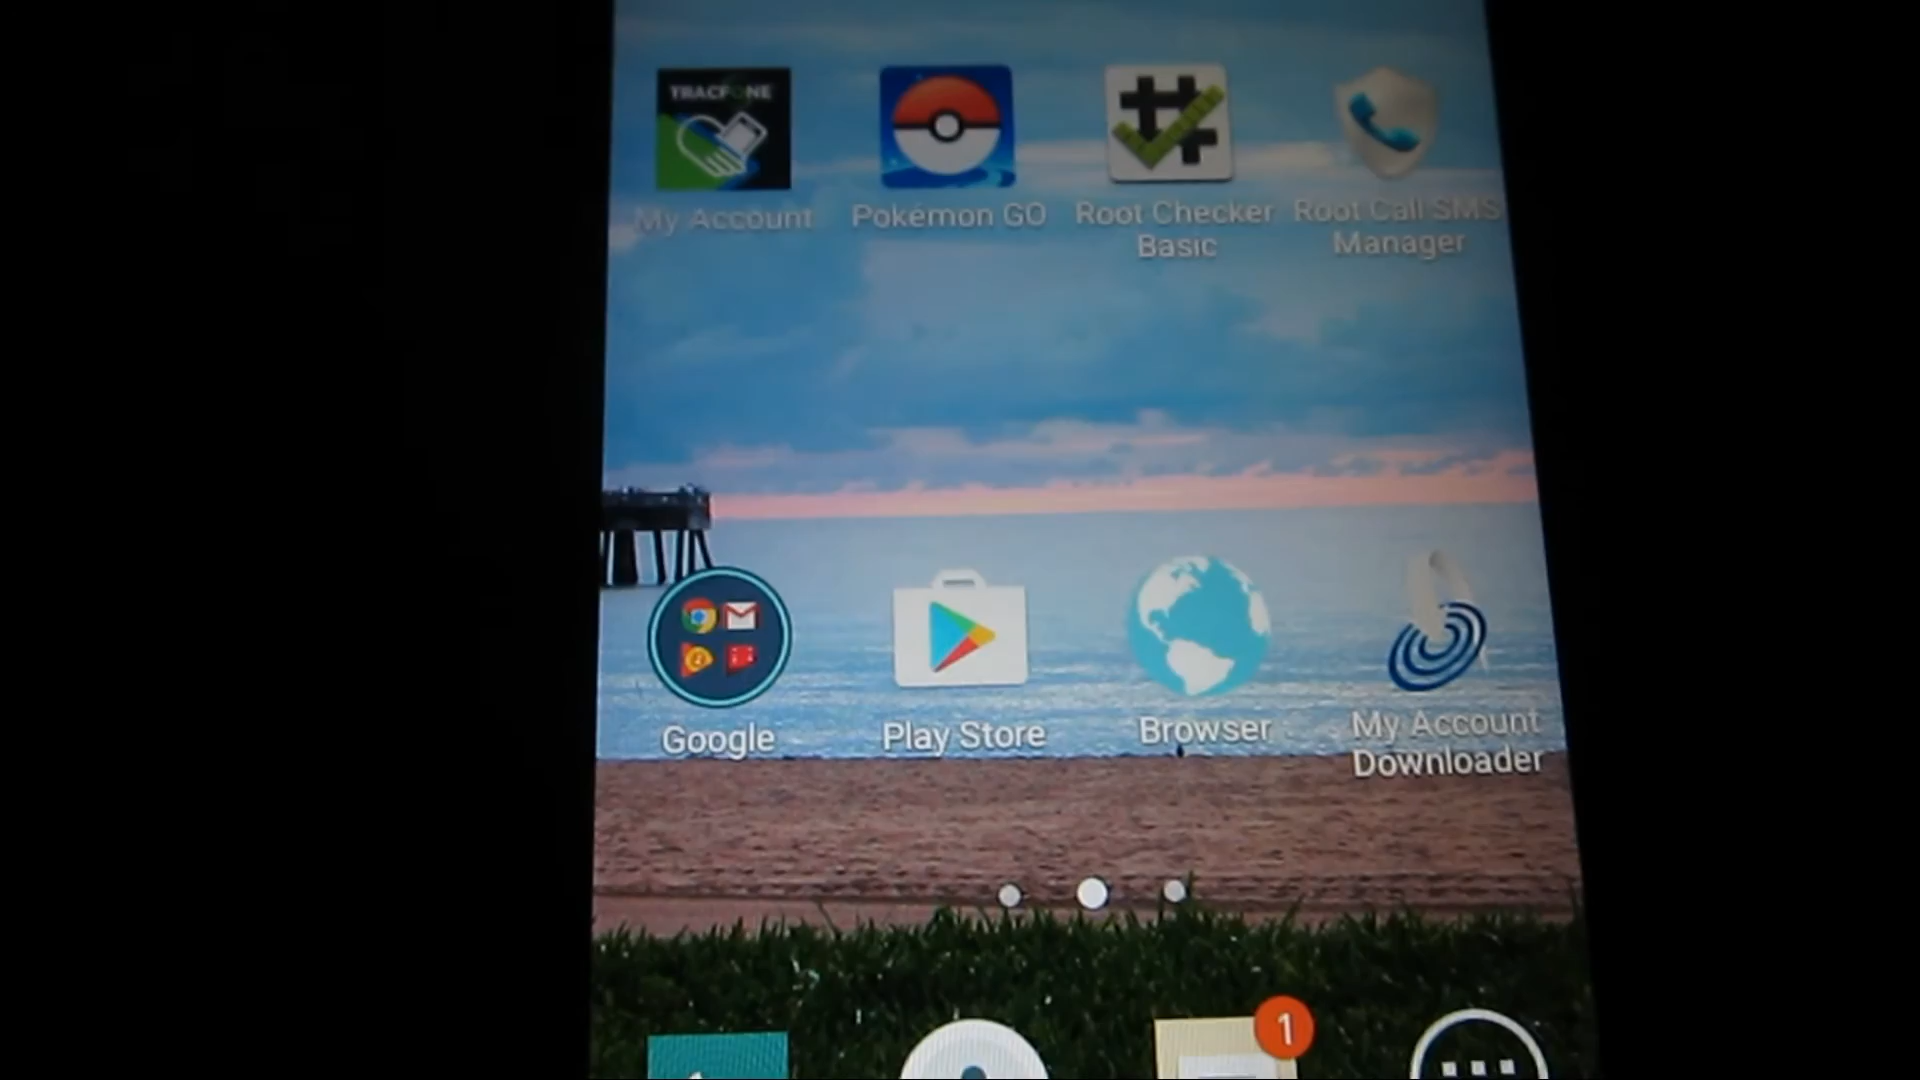 TRACFONE
My Account
Pokémon GO
Root Checker
Basic
Root Call SMS
Manager
Google
Play Store
Browser
My Account
Downloader
1